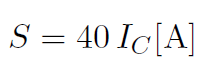 S = 40 I_C[A]